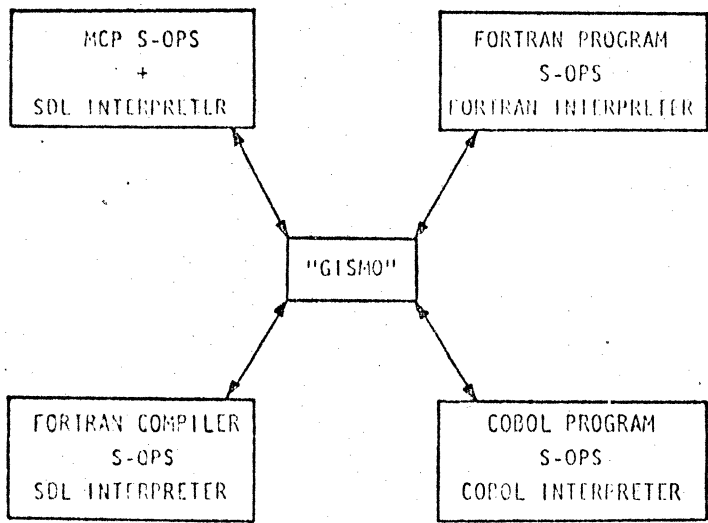 MCP S-OPS
+
SDL INTERPRETER
FORTRAN PROGRAM
S-OPS
FORTRAN INTERPRETER
"GISMO"
FORTRAN COMPILER
S-OPS
SDL INTERPRETER
COBOL PROGRAM
S-OPS
COBOL INTERPRETER